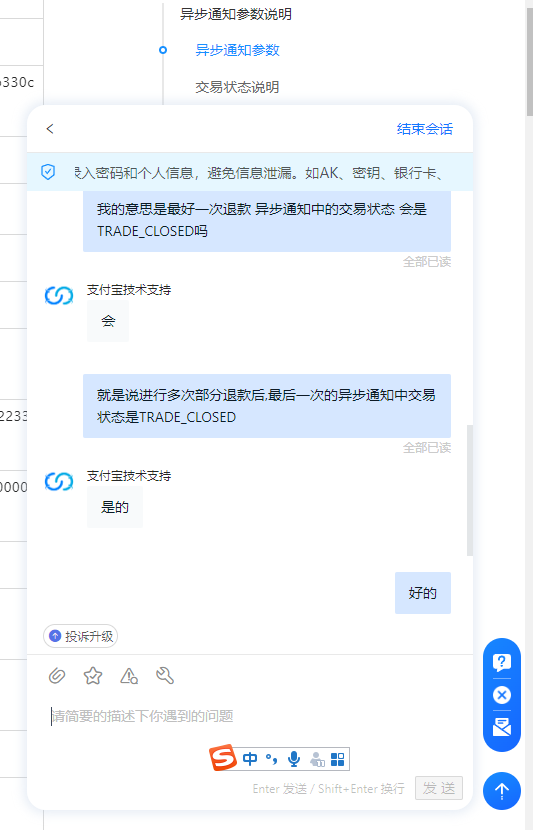 异步通知参数说明
异步通知参数
330c
交易状态说明
结束会话
录入密码和个人信息，避免信息泄漏。如AK、密钥、银行卡、
我的意思是最好一次退款 异步通知中的交易状态 会是
TRADE_CLOSED吗
全部已读
支付宝技术支持
会
就是说进行多次部分退款后,最后一次的异步通知中交易
状态是TRADE_CLOSED
2233
全部已读
支付宝技术支持
0000
是的
好的
投诉升级
请简要的描述下你遇到的问题
S 中
Enter 发送 / Shift+Enter 换行
发 送